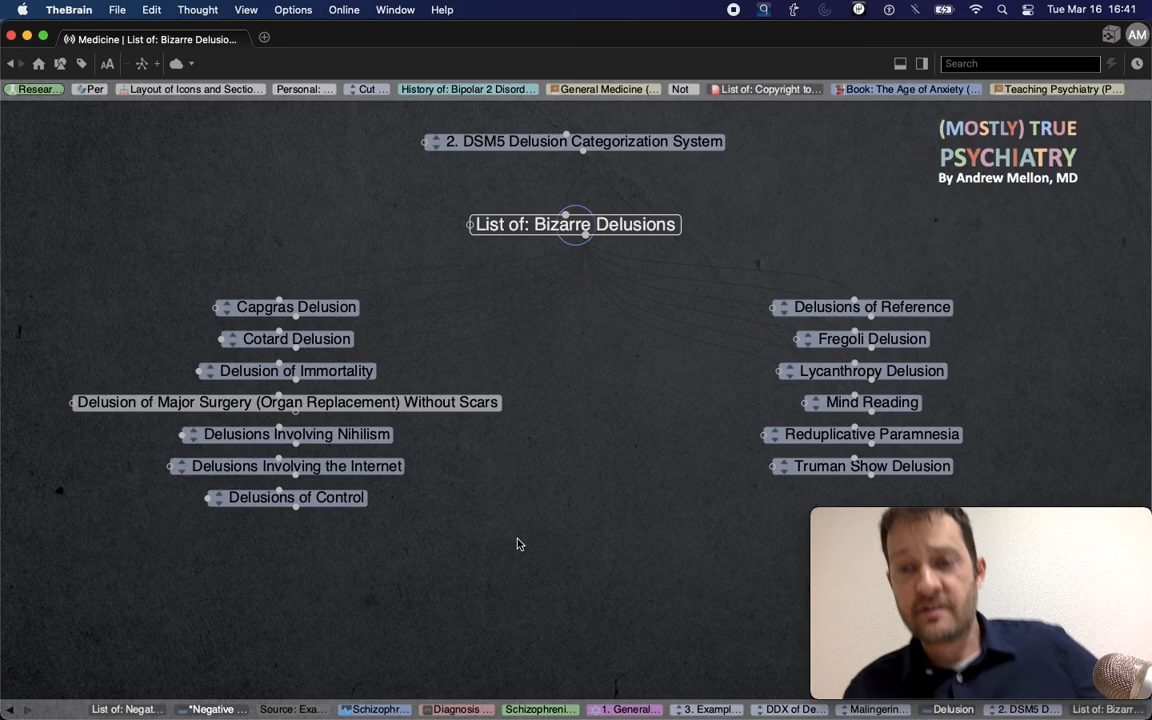 TheBrain File Edit Thought View Options Online Window Help Tue Mar 16 16:41
Medicine | List of: Bizarre Delusio... AM
AA Search
Resear... Per Layout of Icons and Sectio... Personal: ... Cut ... History of: Bipolar 2 Disord... General Medicine (... Not List of: Copyright to... Book: The Age of Anxiety (... Teaching Psychiatry (P...
(MOSTLY) TRUE
PSYCHIATRY
By Andrew Mellon, MD
2. DSM5 Delusion Categorization System
List of: Bizarre Delusions
Capgras Delusion
Cotard Delusion
Delusion of Immortality
Delusion of Major Surgery (Organ Replacement) Without Scars
Delusions Involving Nihilism
Delusions Involving the Internet
Delusions of Control
Delusions of Reference
Fregoli Delusion
Lycanthropy Delusion
Mind Reading
Reduplicative Paramnesia
Truman Show Delusion
List of: Negat... *Negative ... Source: Exa... Schizophr... Diagnosis ... Schizophreni... 1. General... 3. Exampl... DDX of De... Malingerin... Delusion 2. DSM5 D... List of: Bizarr...